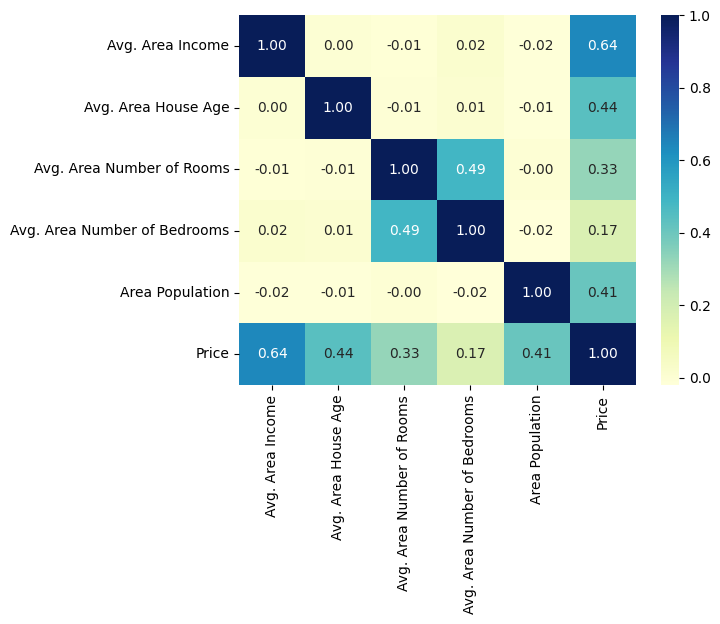 Avg. Area Income 1.00 0.00 -0.01 0.02 -0.02 0.64
Avg. Area House Age 0.00 1.00 -0.01 0.01 -0.01 0.44
Avg. Area Number of Rooms -0.01 -0.01 1.00 0.49 -0.00 0.33
Avg. Area Number of Bedrooms 0.02 0.01 0.49 1.00 -0.02 0.17
Area Population -0.02 -0.01 -0.00 -0.02 1.00 0.41
Price 0.64 0.44 0.33 0.17 0.41 1.00
Avg. Area Income
Avg. Area House Age
Avg. Area Number of Rooms
Avg. Area Number of Bedrooms
Area Population
Price
1.0
0.8
0.6
0.4
0.2
0.0